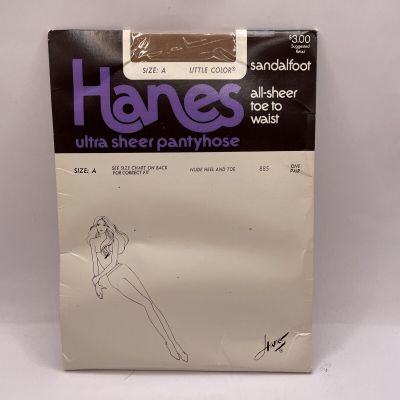 $3.00
Suggested
Retail
SIZE: A LITTLE COLOR®
sandalfoot
Hanes
all-sheer
toe to
waist
ultra sheer pantyhose
SIZE: A
SEE SIZE CHART ON BACK
FOR CORRECT FIT
NUDE HEEL AND TOE
885
ONE
PAIR